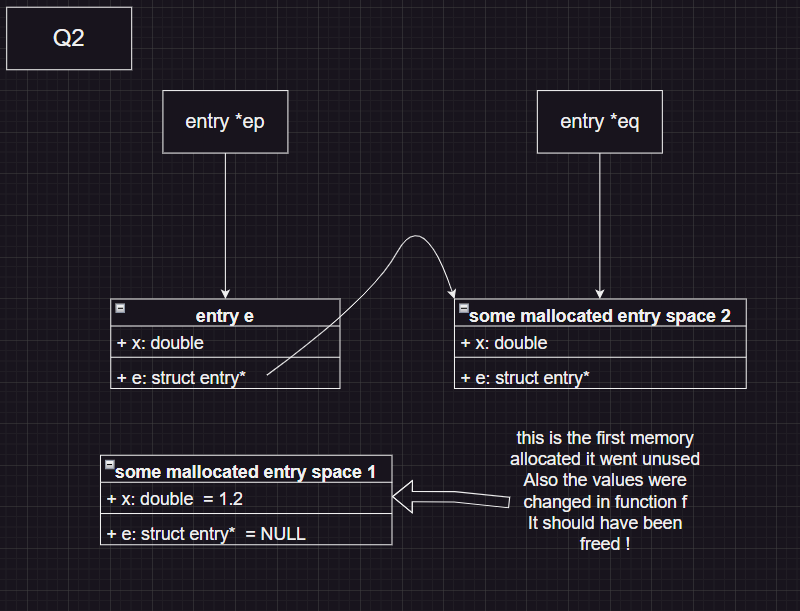 Q2
entry *ep
entry *eq
entry e
+ x: double
+ e: struct entry*
some mallocated entry space 2
+ x: double
+ e: struct entry*
some mallocated entry space 1
+ x: double = 1.2
+ e: struct entry* = NULL
this is the first memory
allocated it went unused
Also the values were
changed in function f
It should have been
freed !